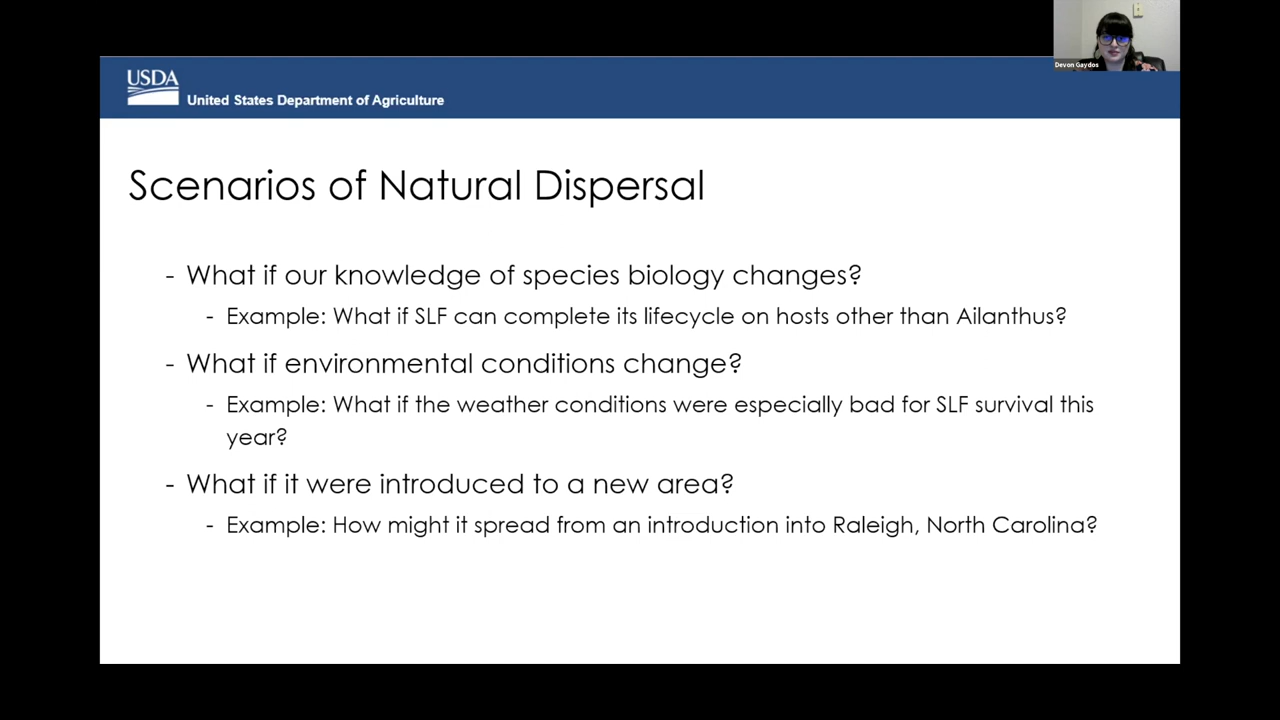 Devon Gaydos
USDA
United States Department of Agriculture
Scenarios of Natural Dispersal
- What if our knowledge of species biology changes?
- Example: What if SLF can complete its lifecycle on hosts other than Ailanthus?
- What if environmental conditions change?
- Example: What if the weather conditions were especially bad for SLF survival this
year?
- What if it were introduced to a new area?
- Example: How might it spread from an introduction into Raleigh, North Carolina?